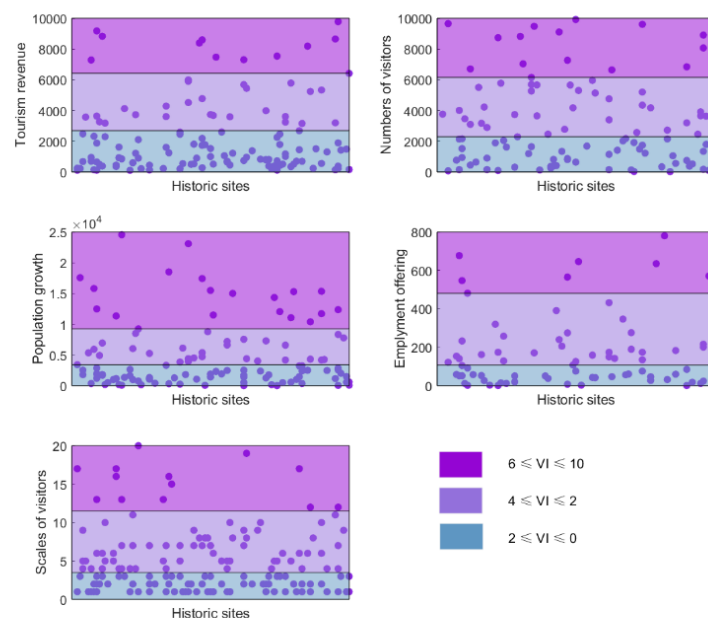 10000
8000
6000
4000
2000
0
Tourism revenue
Historic sites
10000
8000
6000
4000
2000
0
Numbers of visitors
Historic sites
×10⁴
2.5
2
1.5
1
0.5
0
Population growth
Historic sites
800
600
400
200
0
Emplyment offering
Historic sites
20
15
10
5
0
Scales of visitors
Historic sites
6 ⩽ VI ⩽ 10
4 ⩽ VI ⩽ 2
2 ⩽ VI ⩽ 0